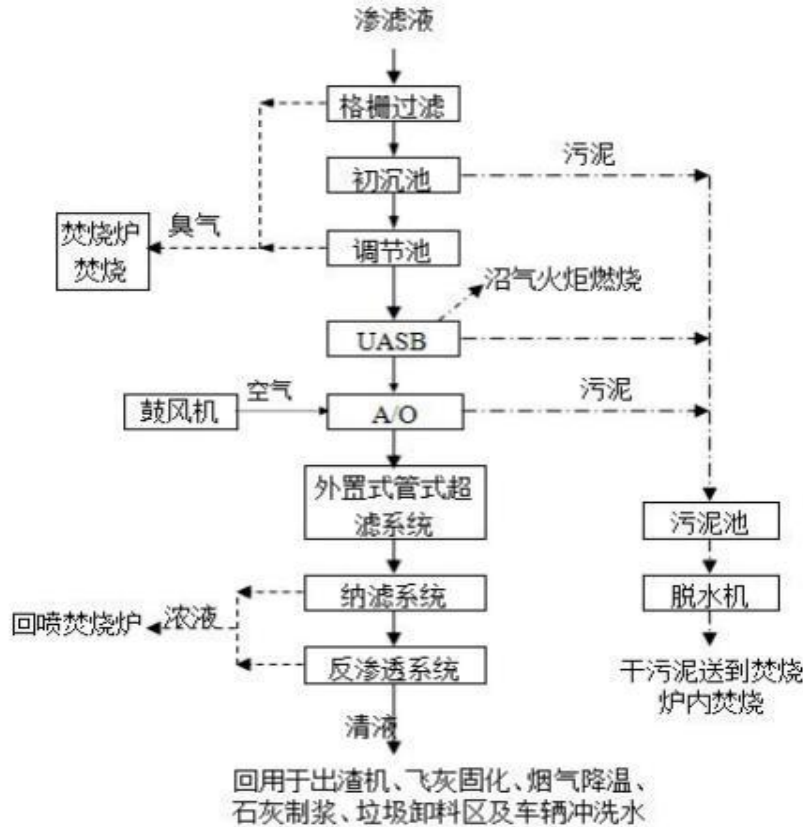 渗滤液
格栅过滤
初沉池
污泥
焚烧炉
焚烧
臭气
调节池
沼气火炬燃烧
UASB
鼓风机
空气
A/O
污泥
外置式管式超
滤系统
污泥池
纳滤系统
脱水机
回喷焚烧炉
浓液
反渗透系统
干污泥送到焚烧
炉内焚烧
清液
回用于出渣机、飞灰固化、烟气降温、
石灰制浆、垃圾卸料区及车辆冲洗水